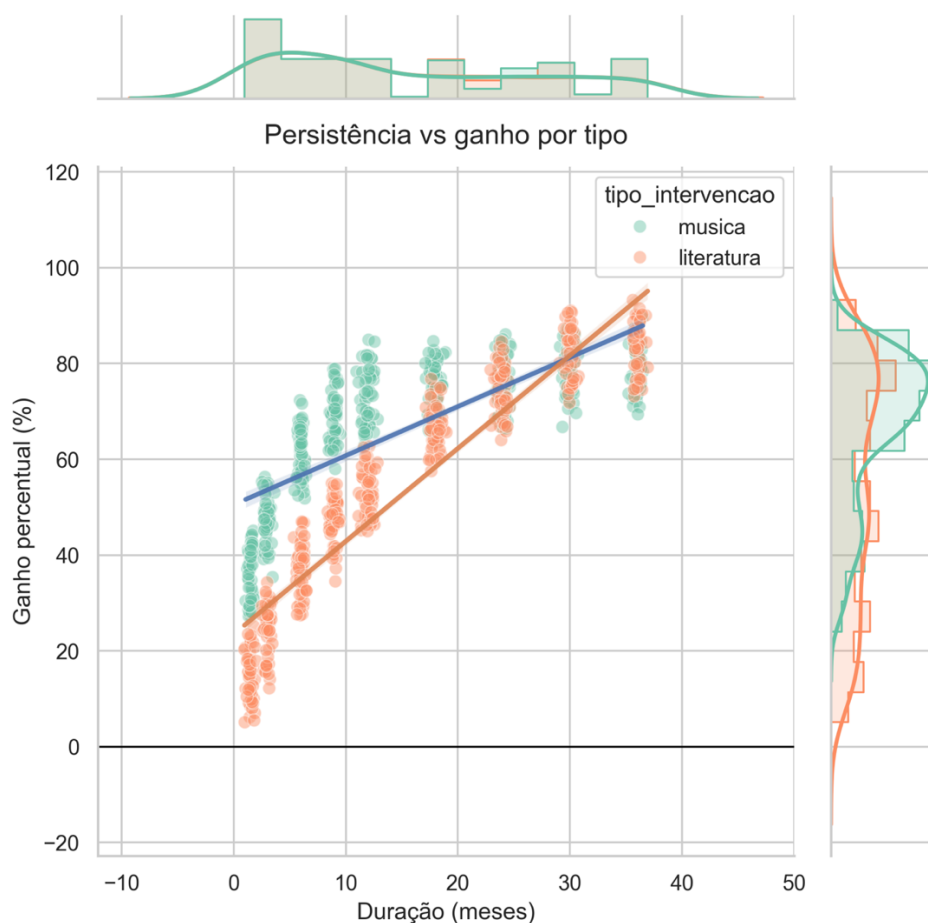 Persistência vs ganho por tipo
120
100
80
60
40
20
0
−20
Ganho percentual (%)
tipo_intervencao
musica
literatura
−10
0
10
20
30
40
50
Duração (meses)